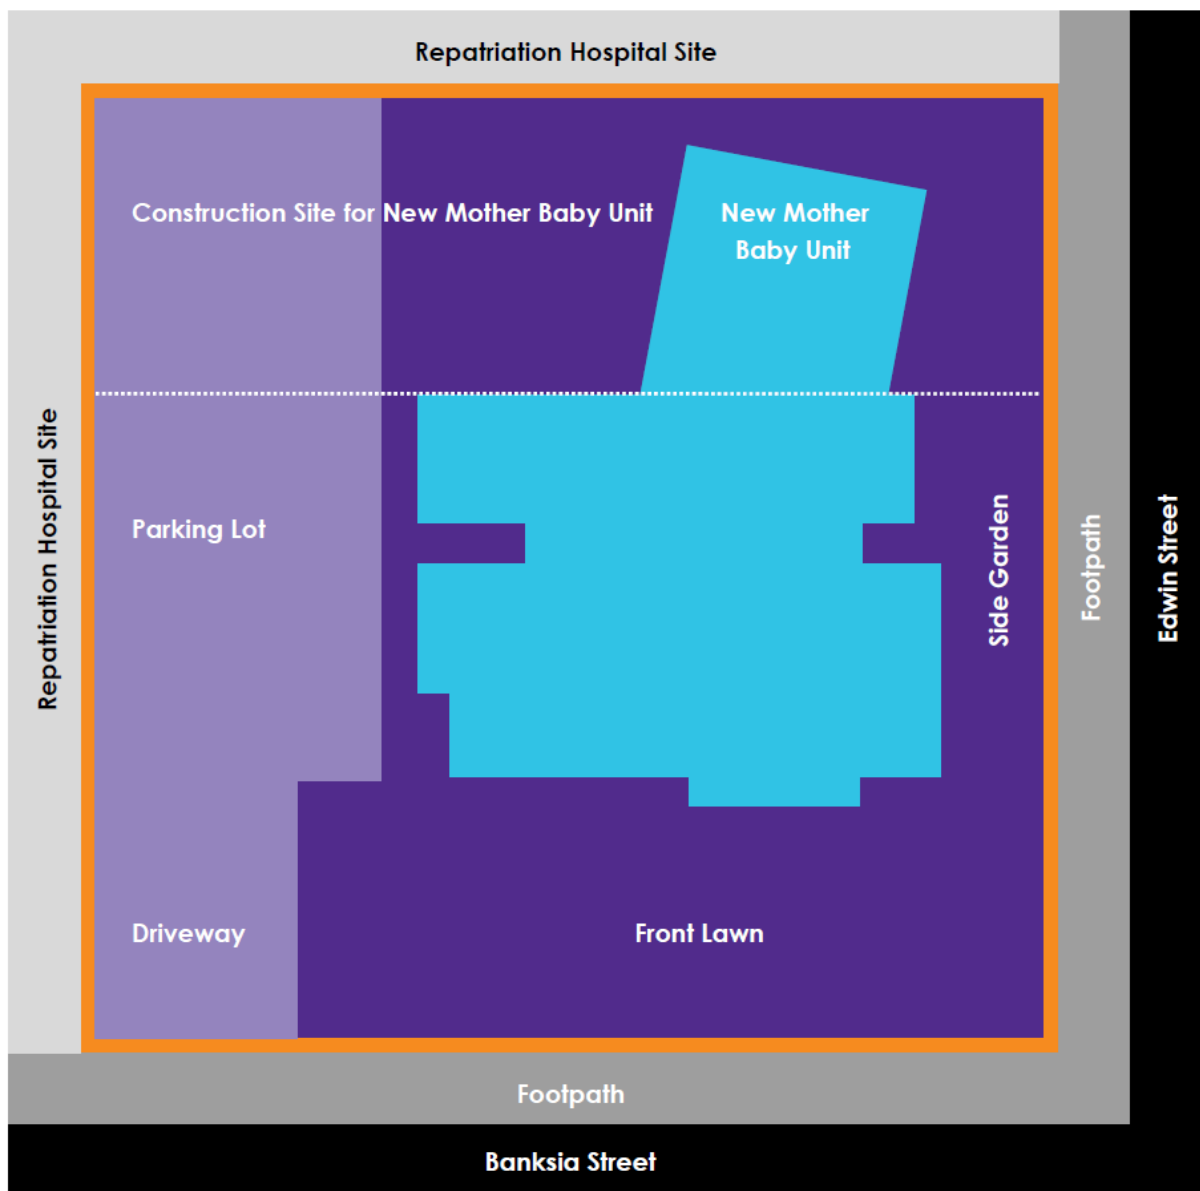 Repatriation Hospital Site
Construction Site for New Mother Baby Unit
New Mother
Baby Unit
Repatriation Hospital Site
Parking Lot
Side Garden
Footpath
Edwin Street
Driveway
Front Lawn
Footpath
Banksia Street